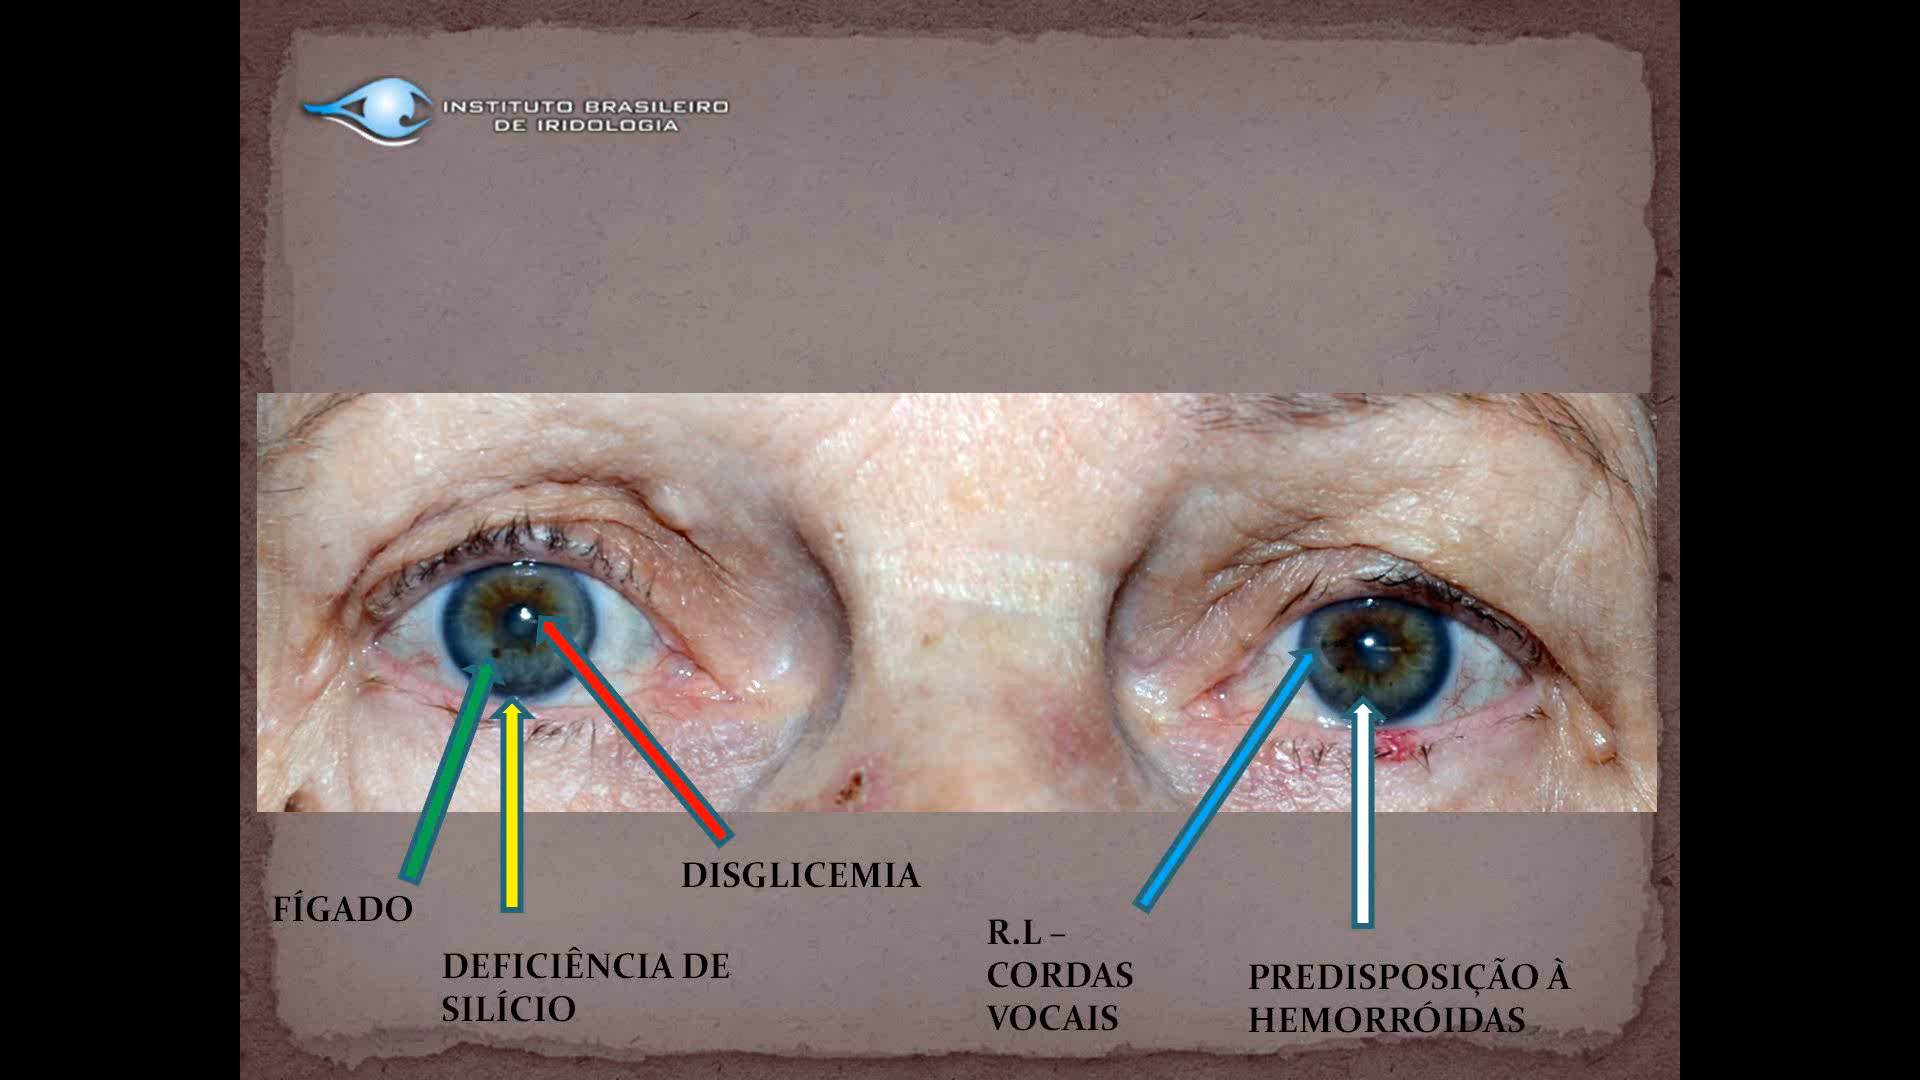 INSTITUTO BRASILEIRO
DE IRIDOLOGIA
DISGLICEMIA
FÍGADO
DEFICIÊNCIA DE
SILÍCIO
R.L –
CORDAS
VOCAIS
PREDISPOSIÇÃO À
HEMORRÓIDAS